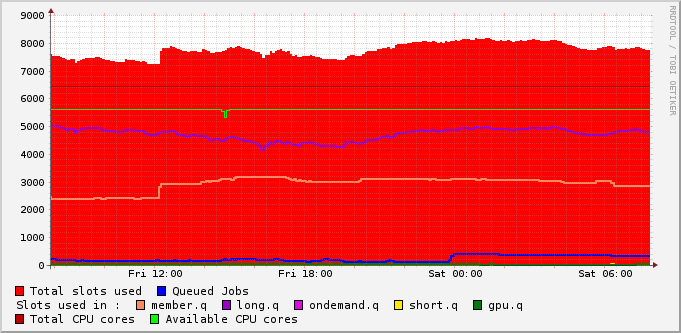 9000
8000
7000
6000
5000
4000
3000
2000
1000
0
Fri 12:00 Fri 18:00 Sat 00:00 Sat 06:00
RRDTOOL / TOBI OETIKER
Total slots used Queued Jobs
Slots used in : member.q long.q ondemand.q short.q gpu.q
Total CPU cores Available CPU cores